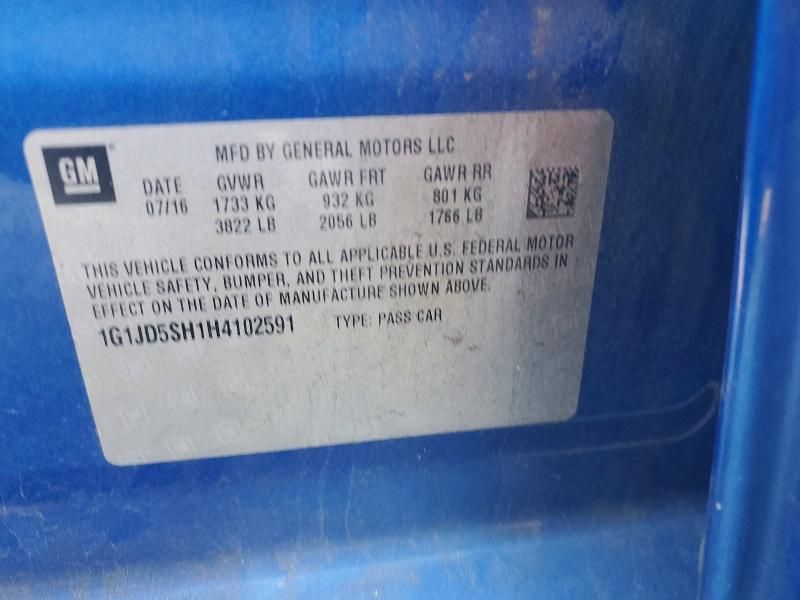 GM
MFD BY GENERAL MOTORS LLC
DATE GVWR GAWR FRT GAWR RR
07/16 1733 KG 932 KG 801 KG
3822 LB 2056 LB 1766 LB
THIS VEHICLE CONFORMS TO ALL APPLICABLE U.S. FEDERAL MOTOR
VEHICLE SAFETY, BUMPER, AND THEFT PREVENTION STANDARDS IN
EFFECT ON THE DATE OF MANUFACTURE SHOWN ABOVE.
1G1JD5SH1H4102591 TYPE: PASS CAR